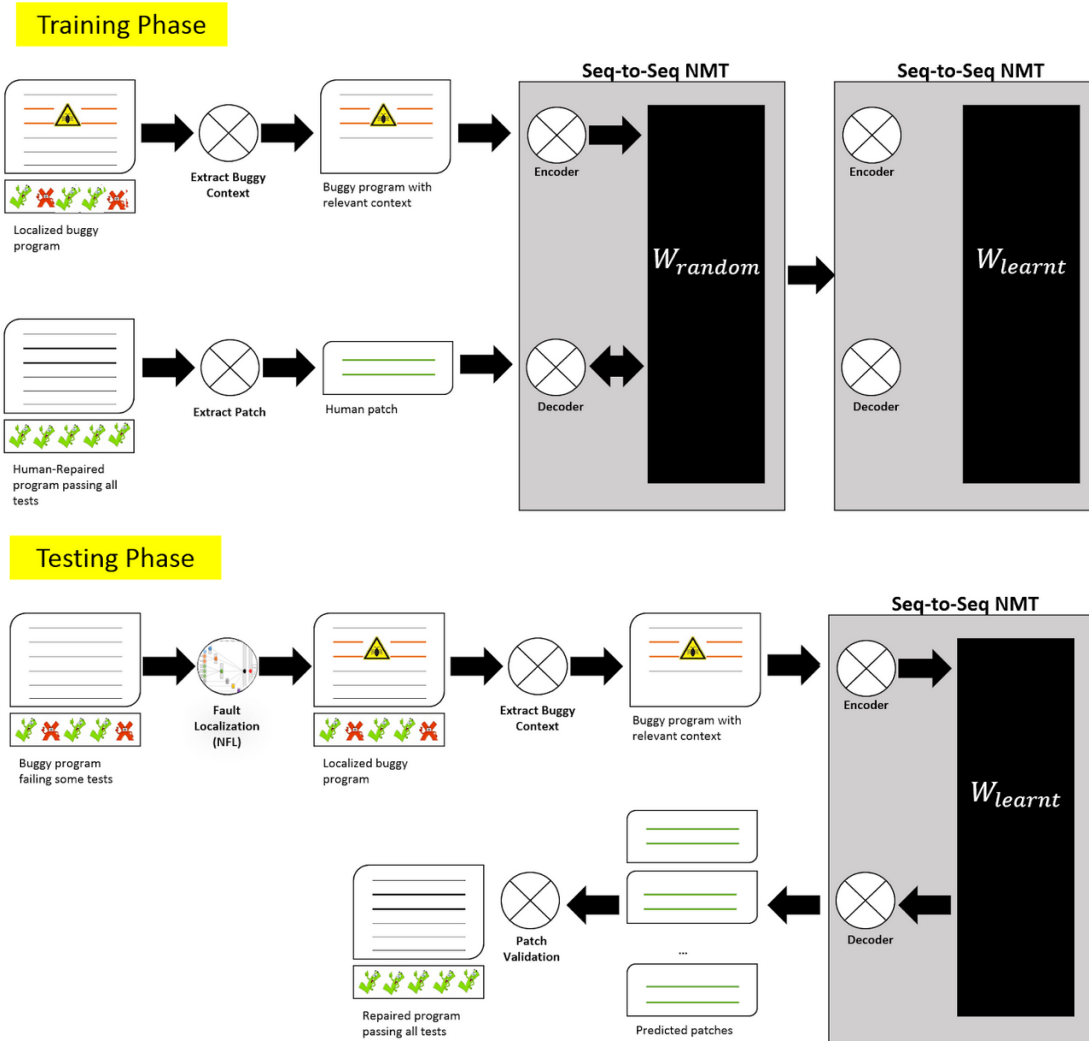 Training Phase
Seq-to-Seq NMT
Seq-to-Seq NMT
Extract Buggy
Context
Buggy program with
relevant context
Encoder
Encoder
Localized buggy
program
W_random
W_learnt
Extract Patch
Human patch
Decoder
Decoder
Human-Repaired
program passing all
tests
Testing Phase
Seq-to-Seq NMT
Fault
Localization
(NFL)
Extract Buggy
Context
Buggy program with
relevant context
Encoder
Buggy program
failing some tests
Localized buggy
program
W_learnt
Patch
Validation
...
Decoder
Repaired program
passing all tests
Predicted patches